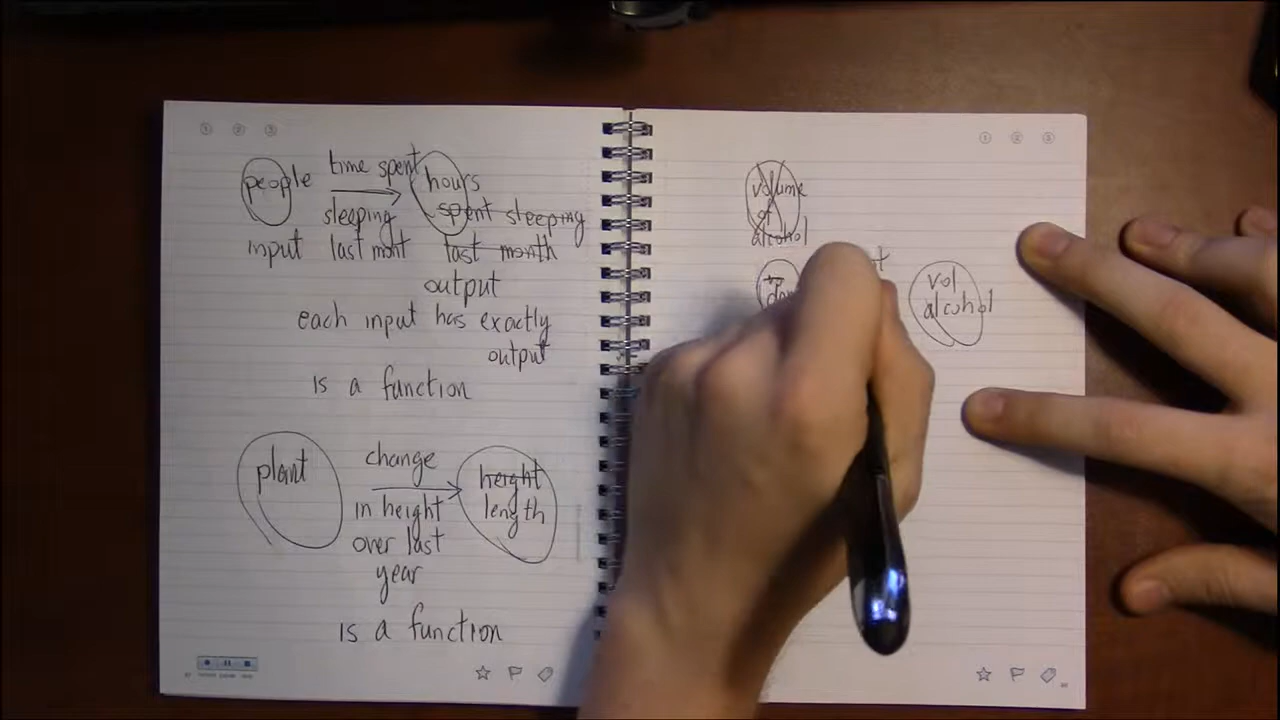 people time spent hours
sleeping spent sleeping
input last moht last month
output
each input has exactly
output
is a function
plant change height
in height length
over last
year
is a function
volume
of
alcohol
vol
alcohol